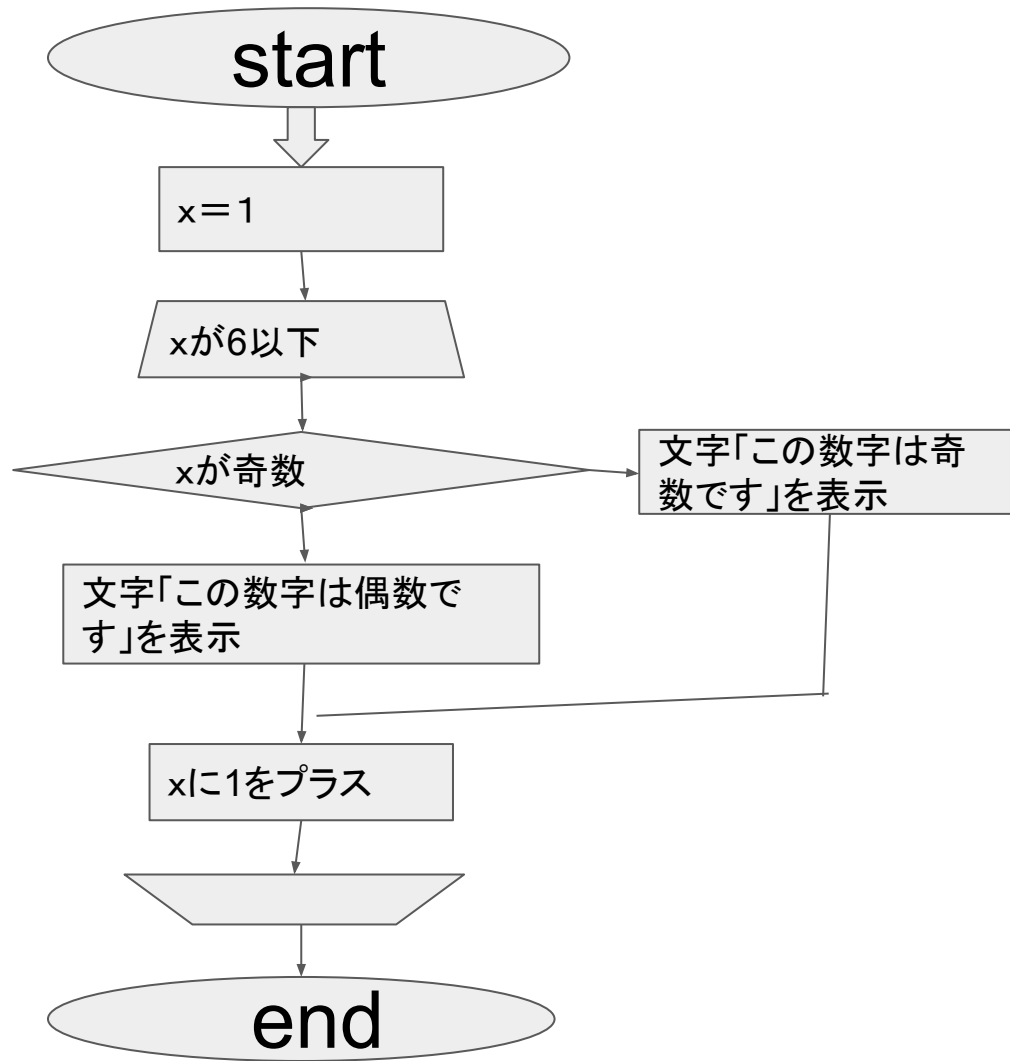 start
x＝1
xが6以下
xが奇数
文字「この数字は奇
数です」を表示
文字「この数字は偶数で
す」を表示
xに1をプラス
end